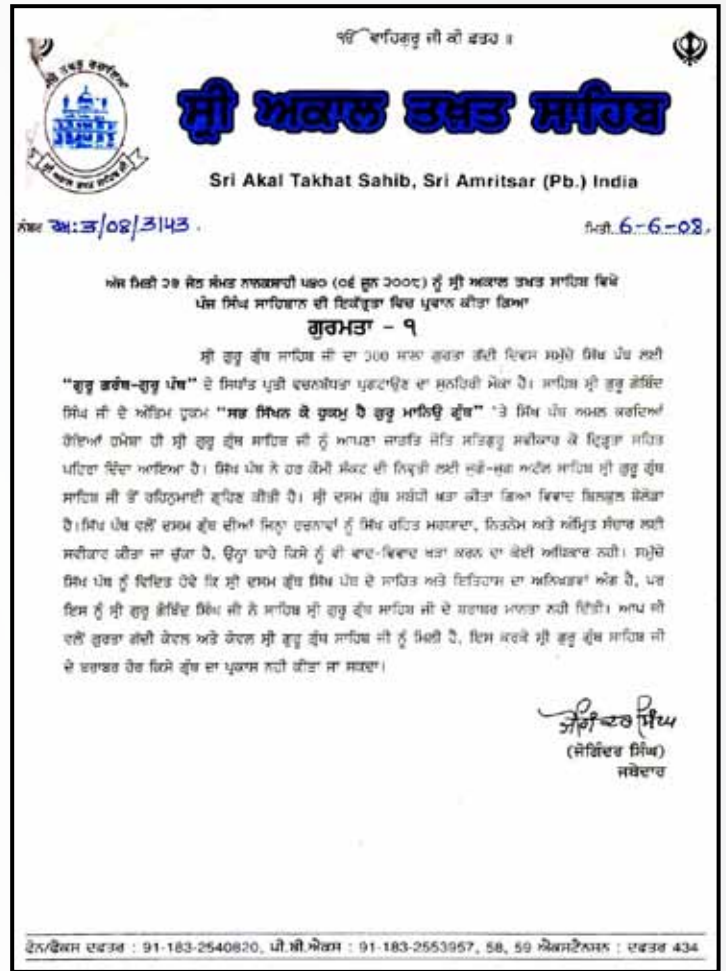 ੴ ਵਾਹਿਗੁਰੂ ਜੀ ਕੀ ਫਤਹ ॥
ਸ੍ਰੀ ਅਕਾਲ ਤਖ਼ਤ ਸਾਹਿਬ
Sri Akal Takhat Sahib, Sri Amritsar (Pb.) India
ਨੰਬਰ ਅ:ਤ/08/3143 .
ਮਿਤੀ 6-6-08.
ਅੱਜ ਮਿਤੀ ੨੪ ਜੇਠ ਸੰਮਤ ਨਾਨਕਸਾਹੀ ੫੪੦ (੦੬ ਜੂਨ ੨੦੦੮) ਨੂੰ ਸ੍ਰੀ ਅਕਾਲ ਤਖਤ ਸਾਹਿਬ ਵਿਖੇ
ਪੰਜ ਸਿੰਘ ਸਾਹਿਬਾਨ ਦੀ ਇਕੱਤ੍ਰਤਾ ਵਿਚ ਪ੍ਰਵਾਨ ਕੀਤਾ ਗਿਆ
ਗੁਰਮਤਾ - ੧
ਸ੍ਰੀ ਗੁਰੂ ਗ੍ਰੰਥ ਸਾਹਿਬ ਜੀ ਦਾ ੩੦੦ ਸਾਲਾ ਗੁਰਤਾ ਗੱਦੀ ਦਿਵਸ ਸਮੁੱਚੇ ਸਿੱਖ ਪੰਥ ਲਈ
"ਗੁਰੂ ਗਰੰਥ-ਗੁਰੂ ਪੰਥ" ਦੇ ਸਿਧਾਂਤ ਪ੍ਰਤੀ ਵਚਨਬੱਧਤਾ ਪ੍ਰਗਟਾਉਣ ਦਾ ਸੁਨਹਿਰੀ ਮੌਕਾ ਹੈ। ਸਾਹਿਬ ਸ੍ਰੀ ਗੁਰੂ ਗੋਬਿੰਦ
ਸਿੰਘ ਜੀ ਦੇ ਅੰਤਿਮ ਹੁਕਮ "ਸਭ ਸਿੱਖਨ ਕੋ ਹੁਕਮੁ ਹੈ ਗੁਰੂ ਮਾਨਿਉ ਗ੍ਰੰਥ" 'ਤੇ ਸਿੱਖ ਪੰਥ ਅਮਲ ਕਰਦਿਆਂ
ਹੋਇਆਂ ਹਮੇਸ਼ਾ ਹੀ ਸ੍ਰੀ ਗੁਰੂ ਗ੍ਰੰਥ ਸਾਹਿਬ ਜੀ ਨੂੰ ਆਪਣਾ ਜਾਗਤਿ ਜੋਤਿ ਸਤਿਗੁਰੂ ਸਵੀਕਾਰ ਕੇ ਦ੍ਰਿੜ੍ਹਤਾ ਸਹਿਤ
ਪਹਿਰਾ ਦਿੰਦਾ ਆਇਆ ਹੈ। ਸਿੱਖ ਪੰਥ ਨੇ ਹਰ ਕੌਮੀ ਸੰਕਟ ਦੀ ਨਿਵ੍ਰਤੀ ਲਈ ਜੁਗੋ-ਜੁਗ ਅਟੱਲ ਸਾਹਿਬ ਸ੍ਰੀ ਗੁਰੂ ਗ੍ਰੰਥ
ਸਾਹਿਬ ਜੀ ਤੋਂ ਰਹਿਨੁਮਾਈ ਗ੍ਰਹਿਣ ਕੀਤੀ ਹੈ। ਸ੍ਰੀ ਦਸਮ ਗ੍ਰੰਥ ਸਬੰਧੀ ਖੜਾ ਕੀਤਾ ਗਿਆ ਵਿਵਾਦ ਬਿਲਕੁਲ ਬੇਲੋੜਾ
ਹੈ।ਸਿੱਖ ਪੰਥ ਵਲੋਂ ਦਸਮ ਗ੍ਰੰਥ ਦੀਆਂ ਜਿਨ੍ਹਾਂ ਰਚਨਾਵਾਂ ਨੂੰ ਸਿੱਖ ਰਹਿਤ ਮਰਯਾਦਾ, ਨਿਤਨੇਮ ਅਤੇ ਅੰਮ੍ਰਿਤ ਸੰਚਾਰ ਲਈ
ਸਵੀਕਾਰ ਕੀਤਾ ਜਾ ਚੁੱਕਾ ਹੈ, ਉਨ੍ਹਾਂ ਬਾਰੇ ਕਿਸੇ ਨੂੰ ਵੀ ਵਾਦ-ਵਿਵਾਦ ਖੜਾ ਕਰਨ ਦਾ ਕੋਈ ਅਧਿਕਾਰ ਨਹੀ। ਸਮੁੱਚੇ
ਸਿੱਖ ਪੰਥ ਨੂੰ ਵਿਦਿਤ ਹੋਵੇ ਕਿ ਸ੍ਰੀ ਦਸਮ ਗ੍ਰੰਥ ਸਿੱਖ ਪੰਥ ਦੇ ਸਾਹਿਤ ਅਤੇ ਇਤਿਹਾਸ ਦਾ ਅਨਿੱਖੜਵਾਂ ਅੰਗ ਹੈ, ਪਰ
ਇਸ ਨੂੰ ਸ੍ਰੀ ਗੁਰੂ ਗੋਬਿੰਦ ਸਿੰਘ ਜੀ ਨੇ ਸਾਹਿਬ ਸ੍ਰੀ ਗੁਰੂ ਗ੍ਰੰਥ ਸਾਹਿਬ ਜੀ ਦੇ ਬਰਾਬਰ ਮਾਨਤਾ ਨਹੀ ਦਿੱਤੀ। ਆਪ ਜੀ
ਵਲੋਂ ਗੁਰਤਾ ਗੱਦੀ ਕੇਵਲ ਅਤੇ ਕੇਵਲ ਸ੍ਰੀ ਗੁਰੂ ਗ੍ਰੰਥ ਸਾਹਿਬ ਜੀ ਨੂੰ ਮਿਲੀ ਹੈ, ਇਸ ਕਰਕੇ ਸ੍ਰੀ ਗੁਰੂ ਗ੍ਰੰਥ ਸਾਹਿਬ ਜੀ
ਦੇ ਬਰਾਬਰ ਹੋਰ ਕਿਸੇ ਗ੍ਰੰਥ ਦਾ ਪ੍ਰਕਾਸ ਨਹੀ ਕੀਤਾ ਜਾ ਸਕਦਾ।
ਜੋਗਿੰਦਰ ਸਿੰਘ
(ਜੋਗਿੰਦਰ ਸਿੰਘ)
ਜਥੇਦਾਰ
ਫੋਨ/ਫੈਕਸ ਦਫਤਰ : 91-183-2540820, ਪੀ.ਬੀ.ਐਕਸ : 91-183-2553957, 58, 59 ਐਕਸਟੈਨਸਨ : ਦਫਤਰ 434